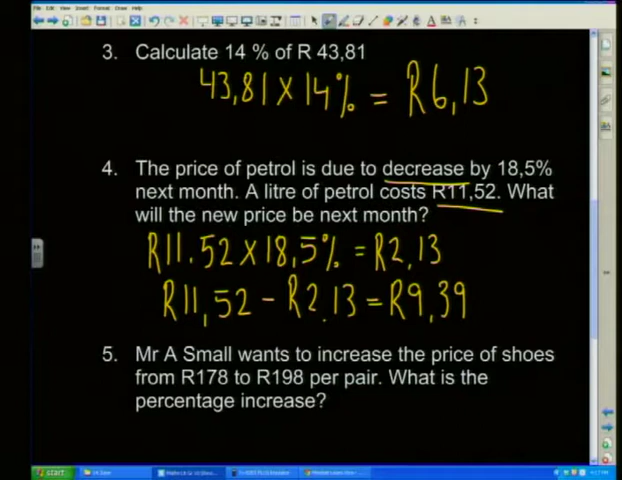 3. Calculate 14 % of R 43,81
43,81 × 14% = R6,13
4. The price of petrol is due to decrease by 18,5%
next month. A litre of petrol costs R11,52. What
will the new price be next month?
R11.52 × 18,5% = R2,13
R11,52 - R2.13 = R9,39
5. Mr A Small wants to increase the price of shoes
from R178 to R198 per pair. What is the
percentage increase?
start